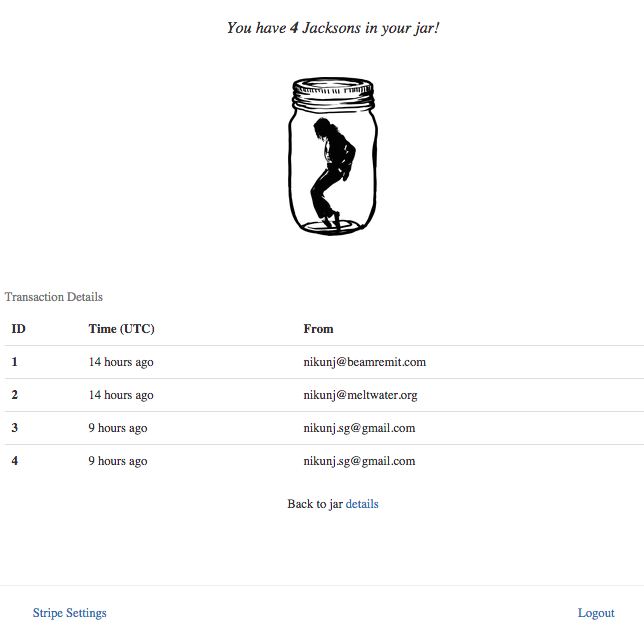 You have 4 Jacksons in your jar!
Transaction Details
ID Time (UTC) From
1 14 hours ago nikunj@beamremit.com
2 14 hours ago nikunj@meltwater.org
3 9 hours ago nikunj.sg@gmail.com
4 9 hours ago nikunj.sg@gmail.com
Back to jar details
Stripe Settings Logout